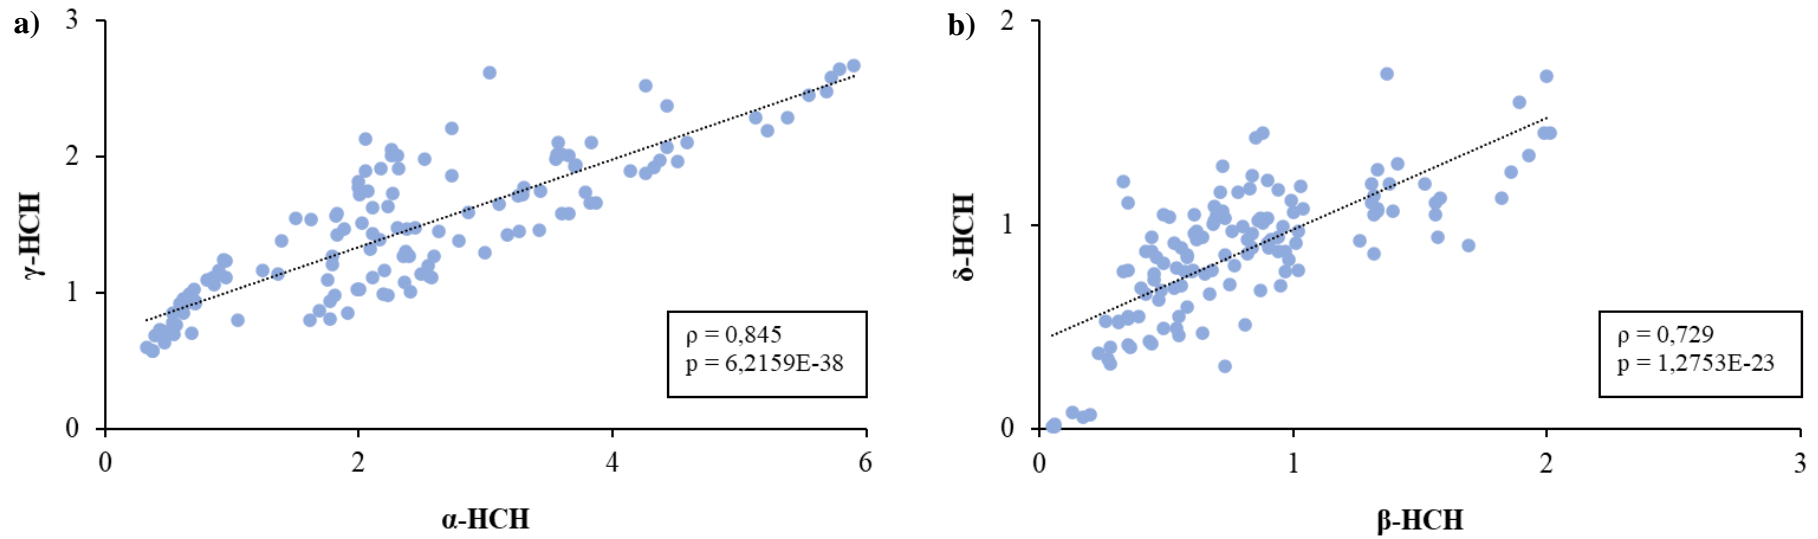 a)
3
2
1
0
γ-HCH
0 2 4 6
α-HCH
ρ = 0,845
p = 6,2159E-38
b)
2
1
0
δ-HCH
0 1 2 3
β-HCH
ρ = 0,729
p = 1,2753E-23